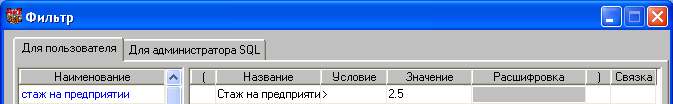 Фильтр
Для пользователя Для администратора SQL
Наименование ( Название Условие Значение Расшифровка ) Связка
стаж на предприятии Стаж на предприяти > 2.5